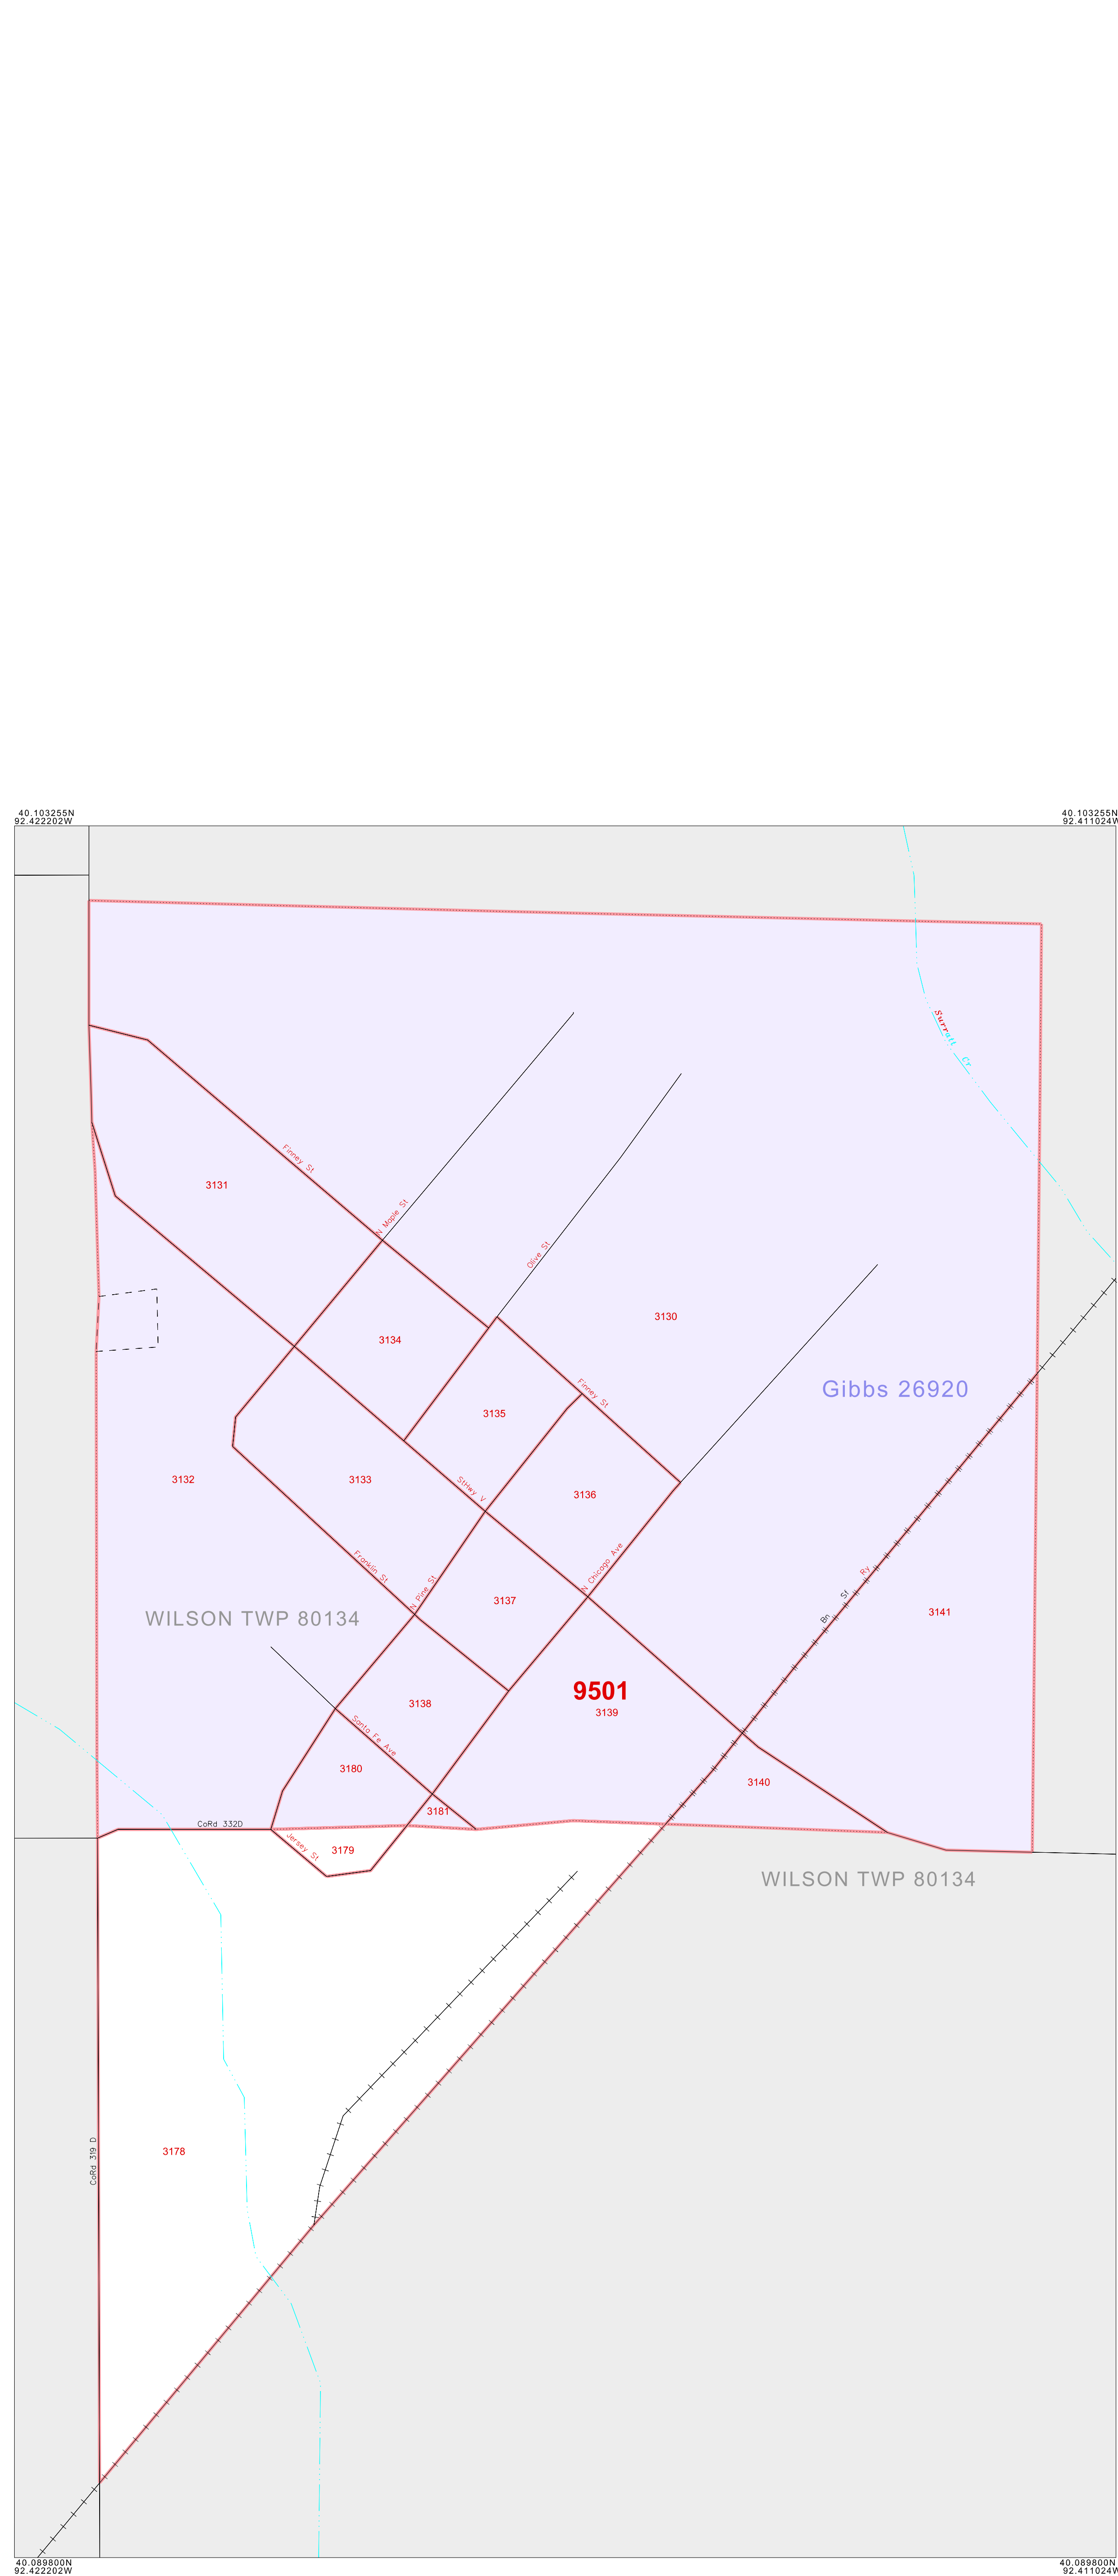 40.103255N
92.422202W
40.103255N
92.411024W
Surratt Cr
Finney St
3131
N Maple St
Olive St
3130
3134
Gibbs 26920
Finney St
3135
3132
3133
StHwy V
3136
Franklin St
N Pine St
N Chicago Ave
Bn Sf Ry
3137
3141
WILSON TWP 80134
9501
3138
3139
Santa Fe Ave
3180
3140
3181
CoRd 332D
Jersey St
3179
WILSON TWP 80134
CoRd 319 D
3178
40.089800N
92.422202W
40.089800N
92.411024W